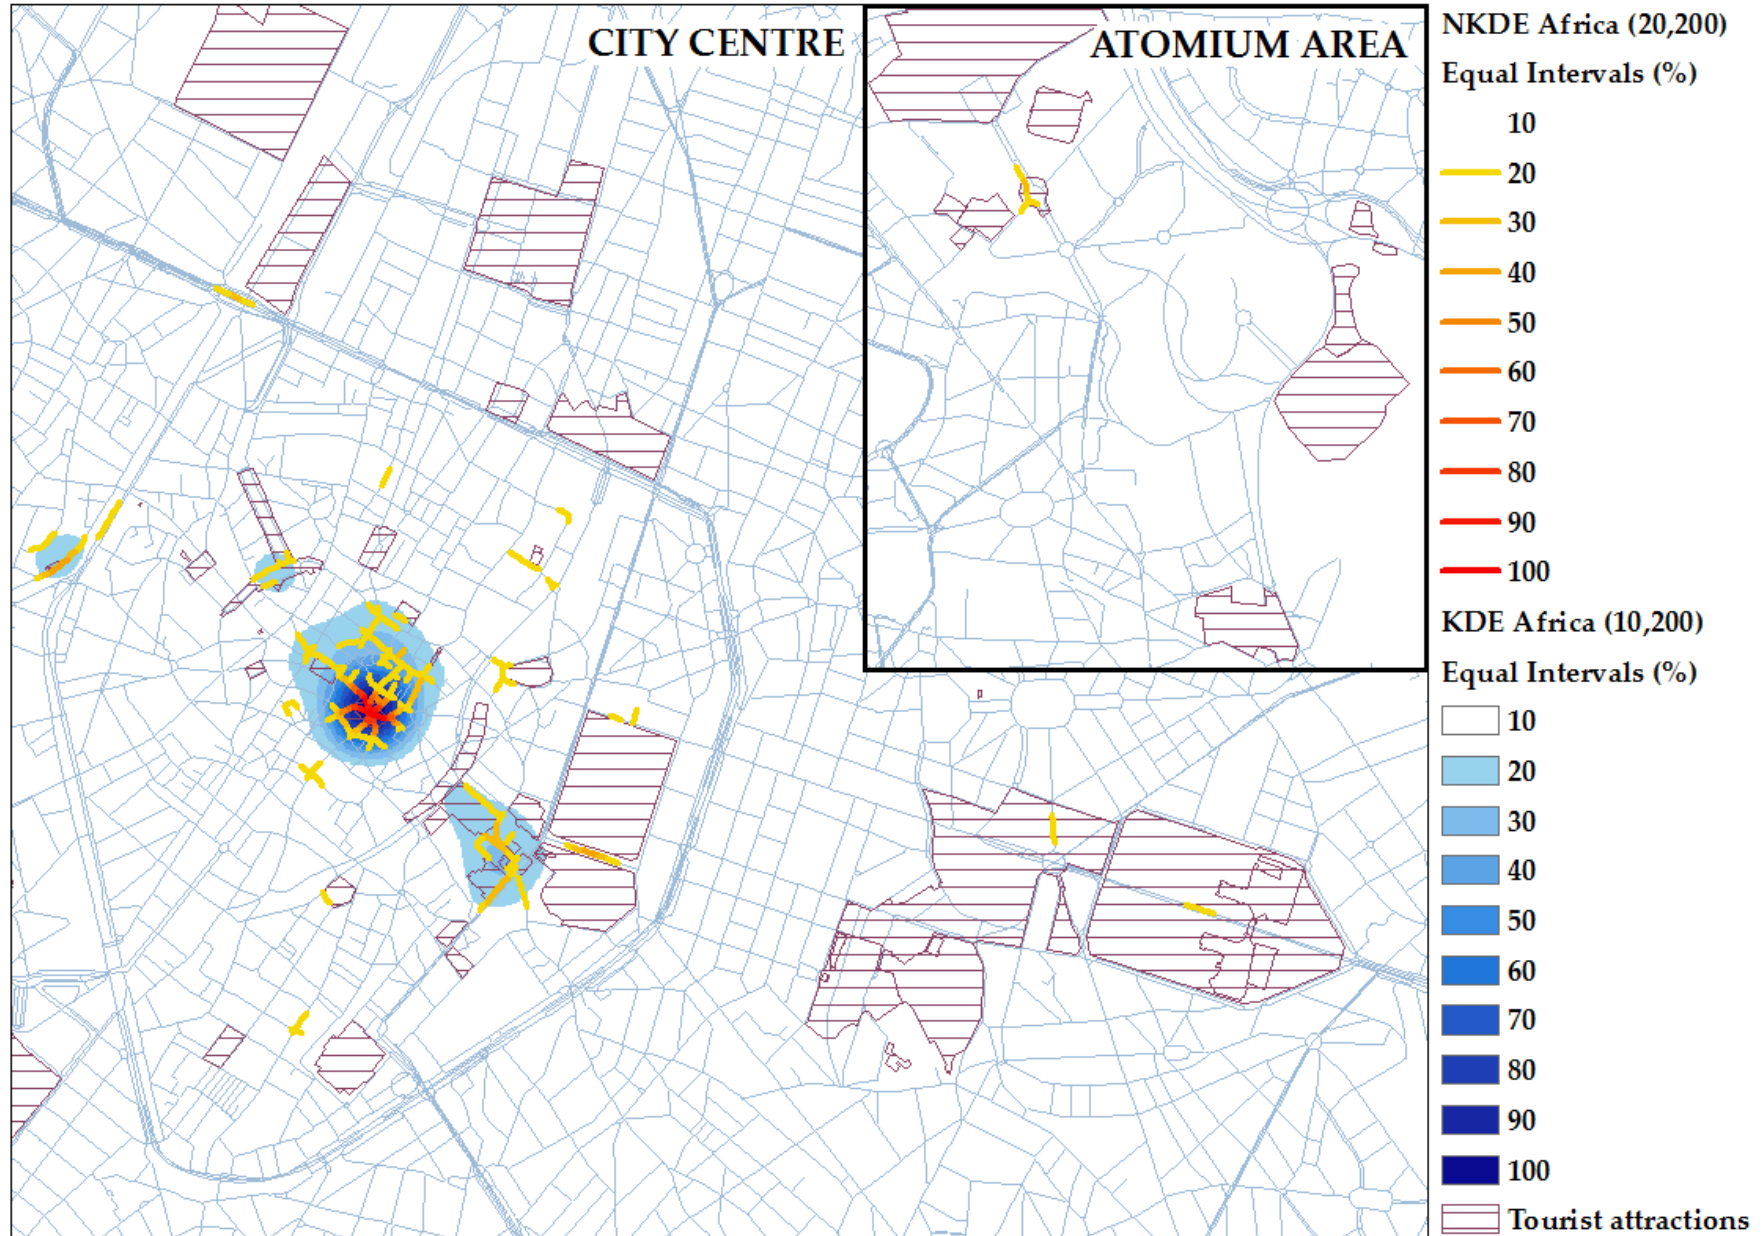 CITY CENTRE
ATOMIUM AREA
NKDE Africa (20,200)
Equal Intervals (%)
10
20
30
40
50
60
70
80
90
100
KDE Africa (10,200)
Equal Intervals (%)
10
20
30
40
50
60
70
80
90
100
Tourist attractions